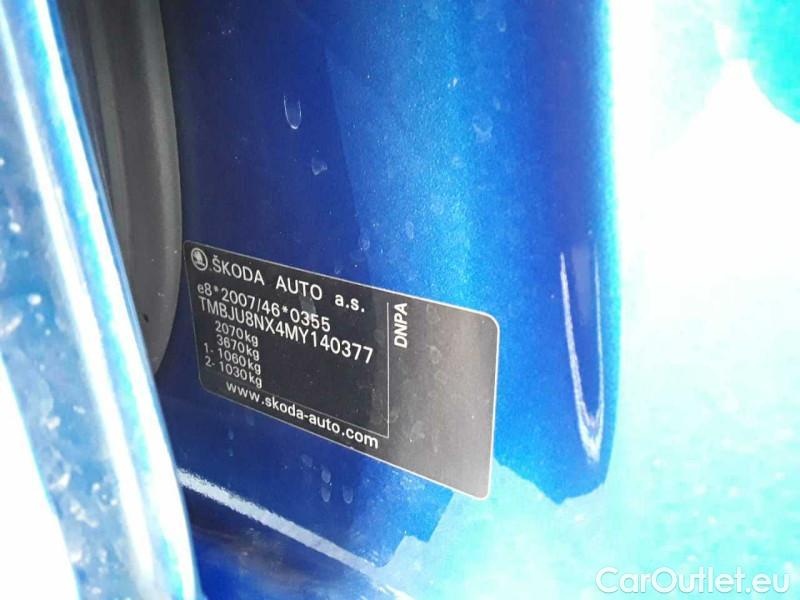 ŠKODA AUTO a.s.
e8*2007/46*0355
TMBJU8NX4MY140377
2070kg
3670kg
1- 1060kg
2- 1030kg
www.skoda-auto.com
DNPA
CarOutlet.eu